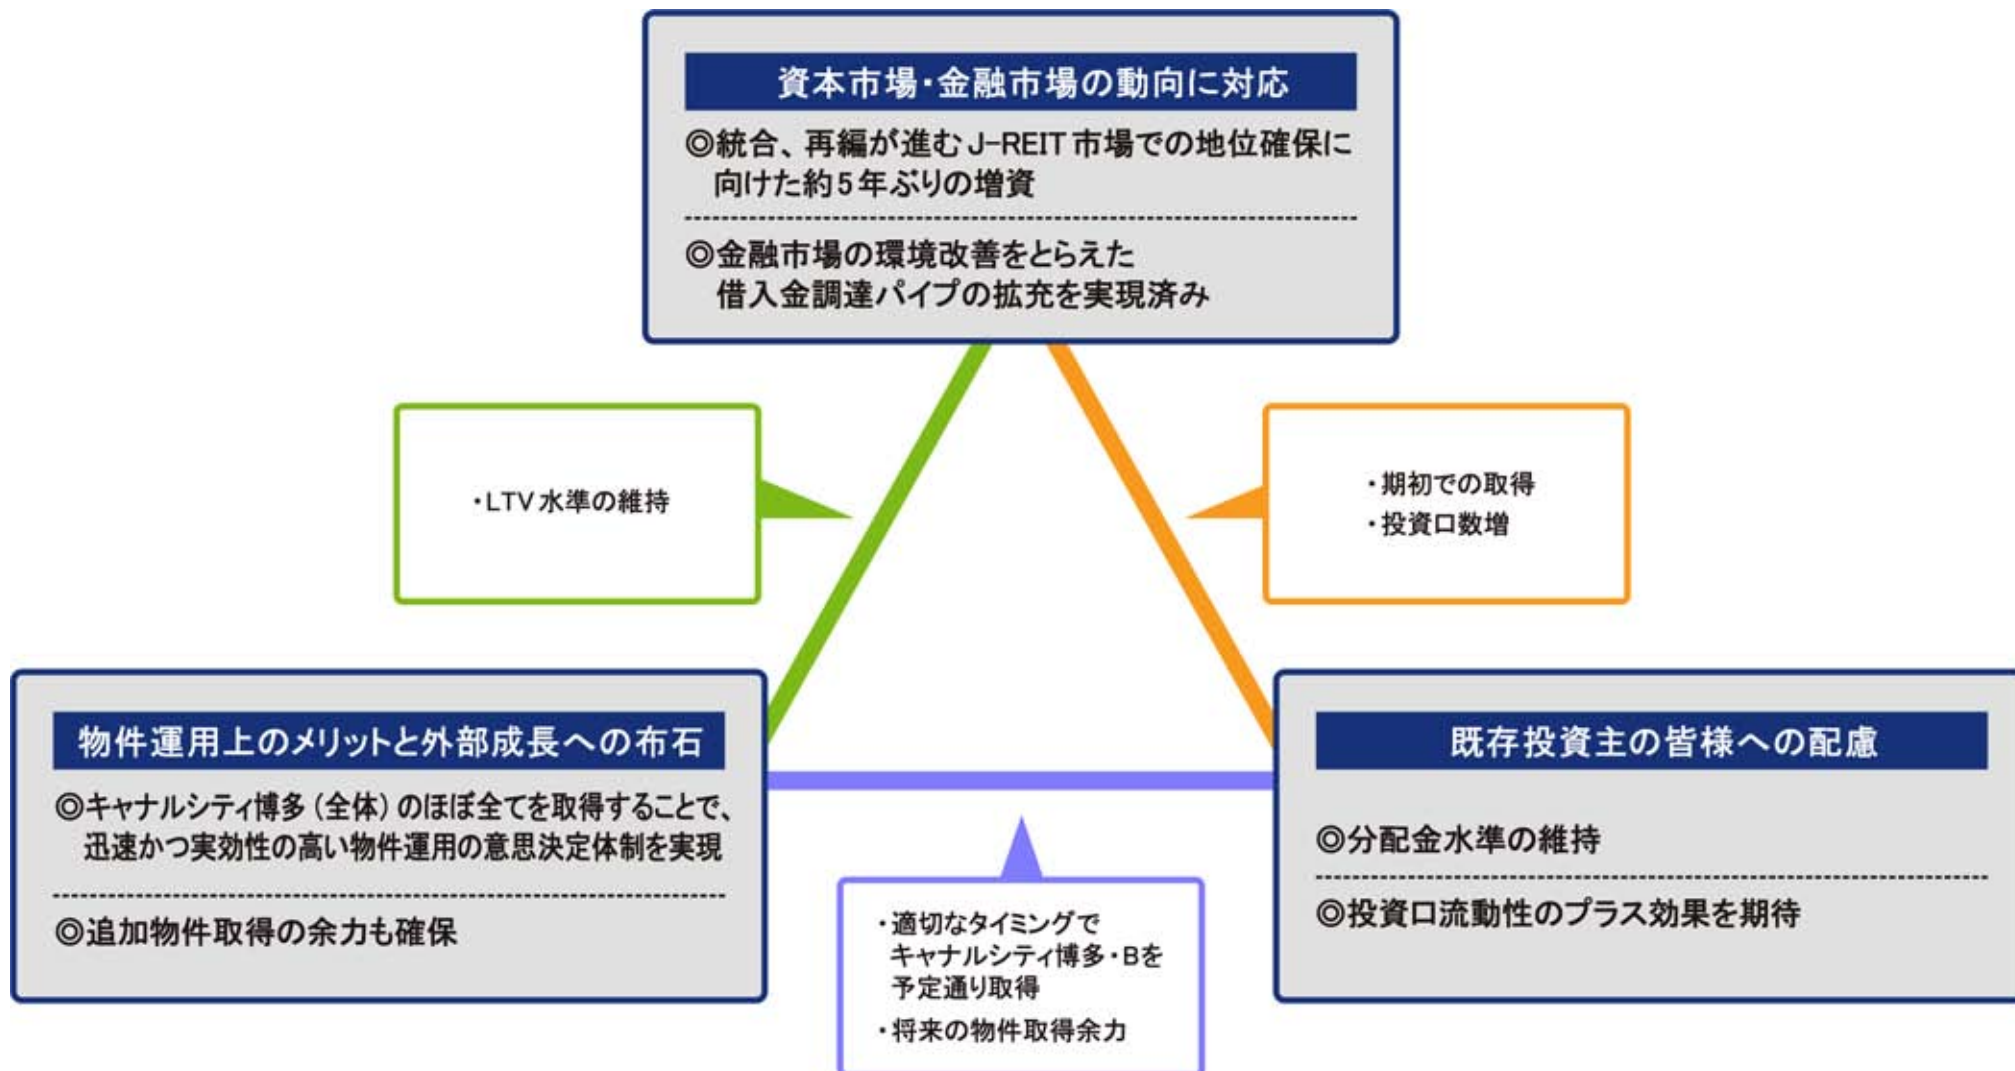 資本市場・金融市場の動向に対応
◎統合、再編が進むJ-REIT市場での地位確保に
向けた約5年ぶりの増資
◎金融市場の環境改善をとらえた
借入金調達パイプの拡充を実現済み
・LTV水準の維持
・期初での取得
・投資口数増
物件運用上のメリットと外部成長への布石
◎キャナルシティ博多(全体)のほぼ全てを取得することで、
迅速かつ実効性の高い物件運用の意思決定体制を実現
◎追加物件取得の余力も確保
既存投資主の皆様への配慮
◎分配金水準の維持
◎投資口流動性のプラス効果を期待
・適切なタイミングで
キャナルシティ博多・Bを
予定通り取得
・将来の物件取得余力